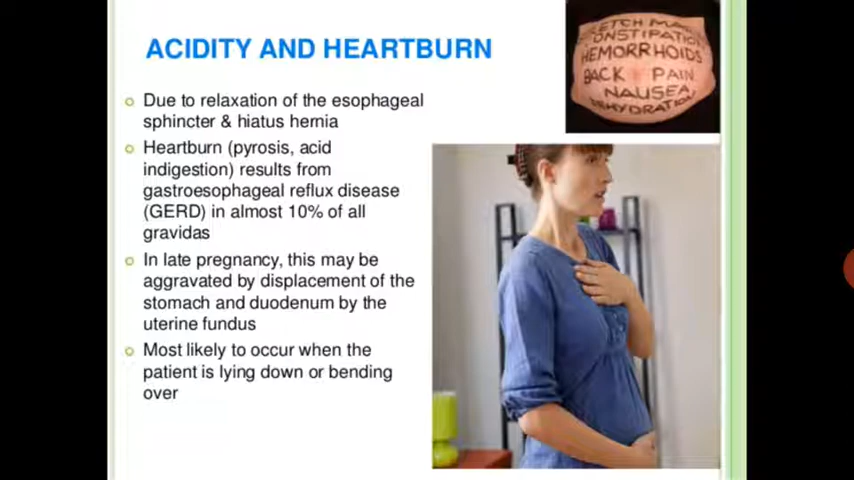 ACIDITY AND HEARTBURN
Due to relaxation of the esophageal
sphincter & hiatus hernia
Heartburn (pyrosis, acid
indigestion) results from
gastroesophageal reflux disease
(GERD) in almost 10% of all
gravidas
In late pregnancy, this may be
aggravated by displacement of the
stomach and duodenum by the
uterine fundus
Most likely to occur when the
patient is lying down or bending
over
HEMORRHOIDS
BACK PAIN
NAUSEA
DEHYDRATION